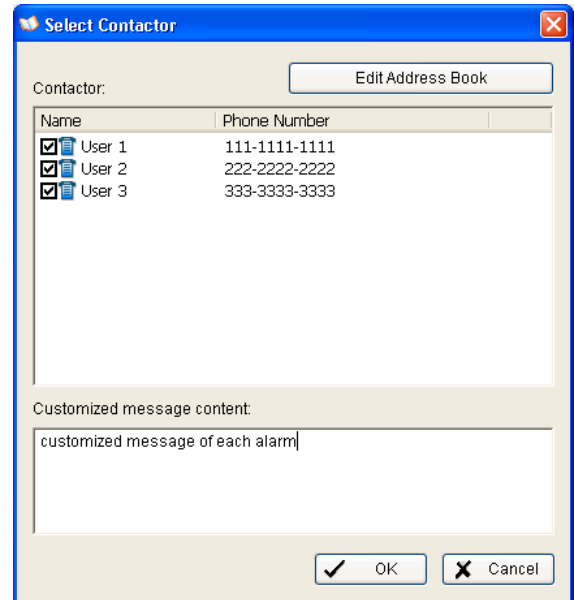 Select Contactor
Edit Address Book
Contactor:
Name Phone Number
User 1 111-1111-1111
User 2 222-2222-2222
User 3 333-3333-3333
Customized message content:
customized message of each alarm
OK Cancel